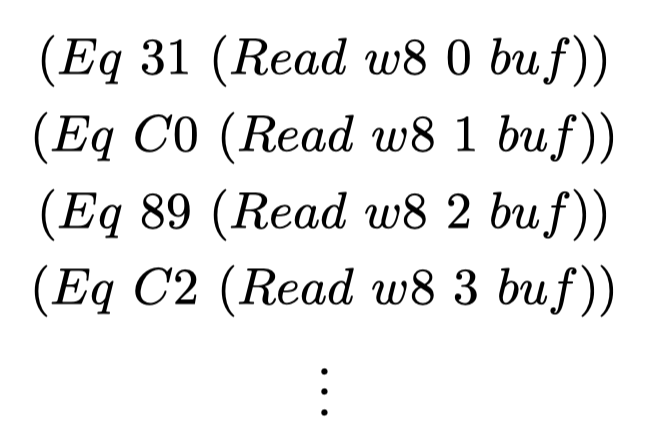 (Eq 31 (Read w8 0 buf))
(Eq C0 (Read w8 1 buf))
(Eq 89 (Read w8 2 buf))
(Eq C2 (Read w8 3 buf))
⋮